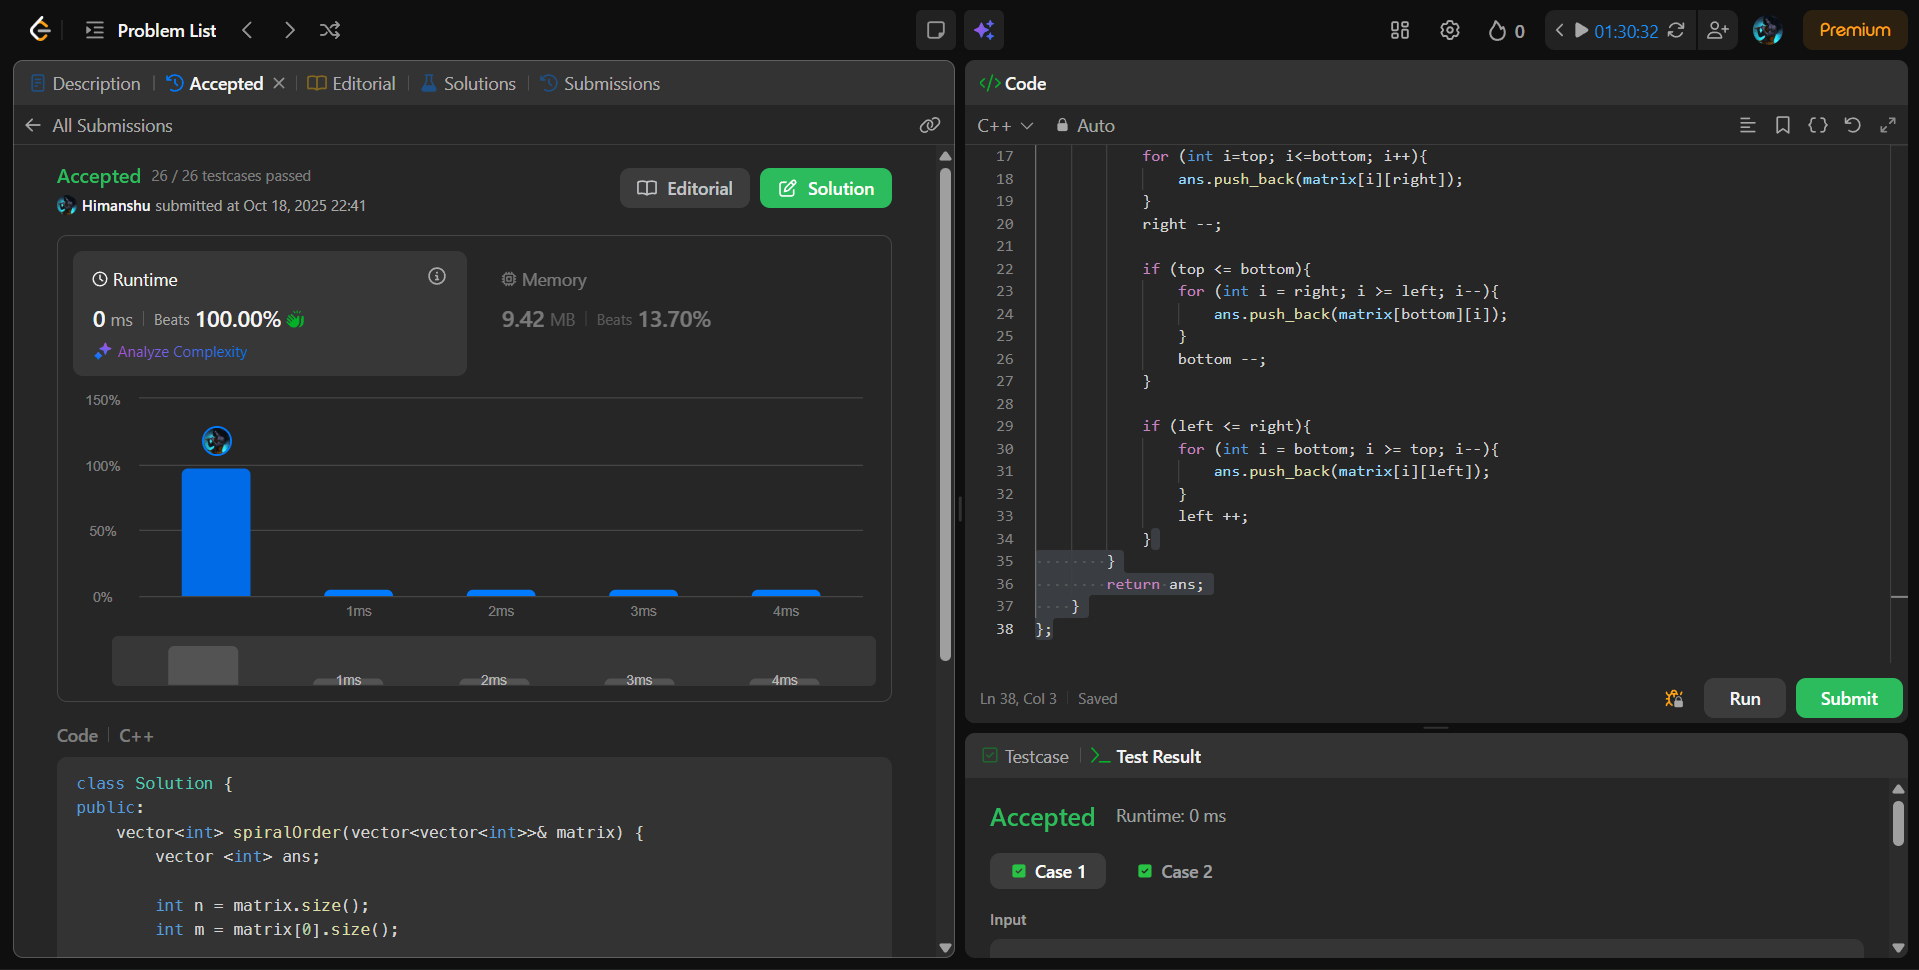 Problem List
0
01:30:32
Premium
Description
Accepted
Editorial
Solutions
Submissions
All Submissions
Accepted 26 / 26 testcases passed
Himanshu submitted at Oct 18, 2025 22:41
Editorial
Solution
Runtime
0 ms
Beats 100.00%
Analyze Complexity
Memory
9.42 MB
Beats 13.70%
150%
100%
50%
0%
1ms 2ms 3ms 4ms
1ms 2ms 3ms 4ms
Code C++
class Solution {
public:
    vector<int> spiralOrder(vector<vector<int>>& matrix) {
        vector <int> ans;
        int n = matrix.size();
        int m = matrix[0].size();
</> Code
C++ Auto
17 for (int i=top; i<=bottom; i++){
18 ans.push_back(matrix[i][right]);
19 }
20 right --;
21
22 if (top <= bottom){
23 for (int i = right; i >= left; i--){
24 ans.push_back(matrix[bottom][i]);
25 }
26 bottom --;
27 }
28
29 if (left <= right){
30 for (int i = bottom; i >= top; i--){
31 ans.push_back(matrix[i][left]);
32 }
33 left ++;
34 }
35 }
36 return ans;
37 }
38 };
Ln 38, Col 3 Saved
Run
Submit
Testcase
Test Result
Accepted Runtime: 0 ms
Case 1
Case 2
Input